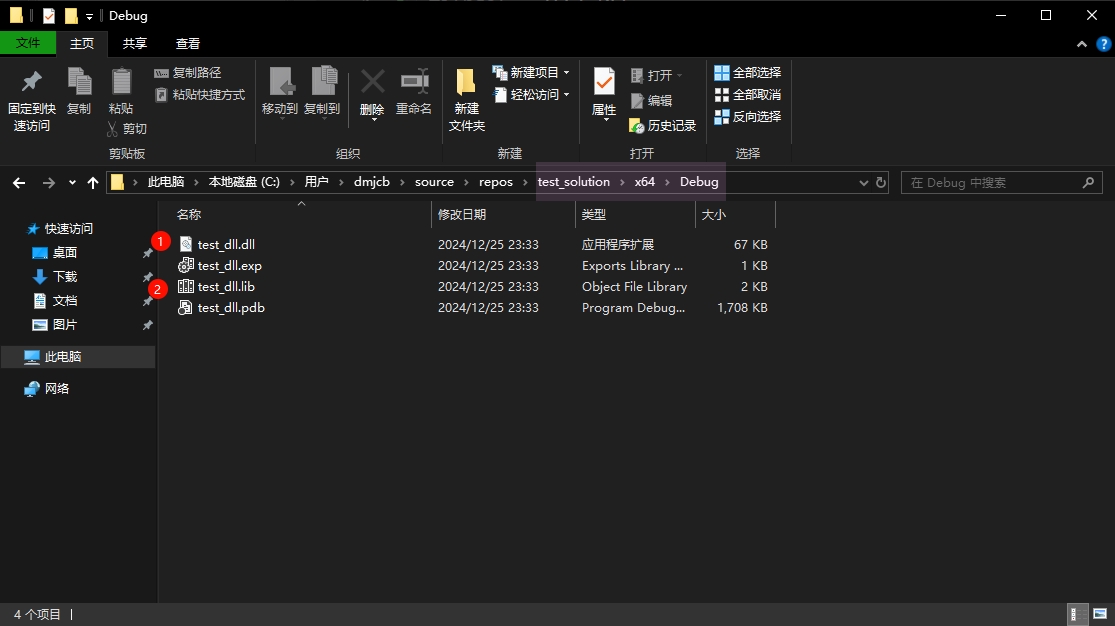 Debug
文件 主页 共享 查看
固定到快速访问
复制
粘贴
复制路径
粘贴快捷方式
剪切
剪贴板
移动到
复制到
删除
重命名
组织
新建文件夹
新建项目
轻松访问
新建
属性
打开
编辑
历史记录
打开
全部选择
全部取消
反向选择
选择
此电脑 › 本地磁盘 (C:) › 用户 › dmjcb › source › repos › test_solution › x64 › Debug
在 Debug 中搜索
快速访问
桌面
下载
文档
图片
此电脑
网络
名称 修改日期 类型 大小
1 test_dll.dll 2024/12/25 23:33 应用程序扩展 67 KB
test_dll.exp 2024/12/25 23:33 Exports Library ... 1 KB
2 test_dll.lib 2024/12/25 23:33 Object File Library 2 KB
test_dll.pdb 2024/12/25 23:33 Program Debug... 1,708 KB
4 个项目